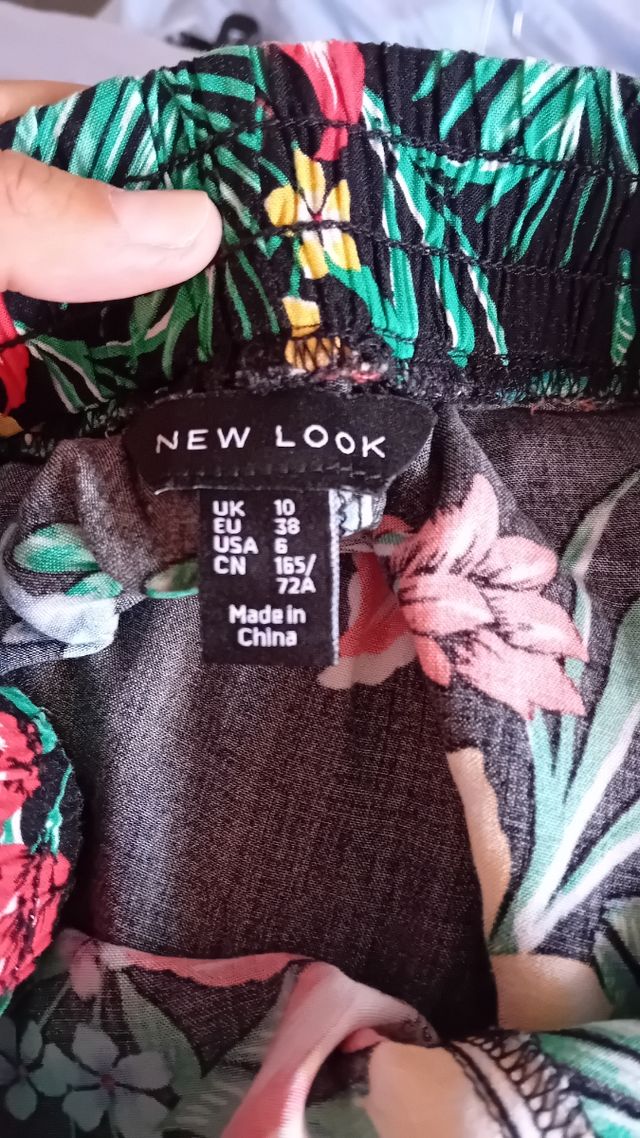 NEW LOOK
UK 10
EU 38
USA 6
CN 165/
72A
Made in
China